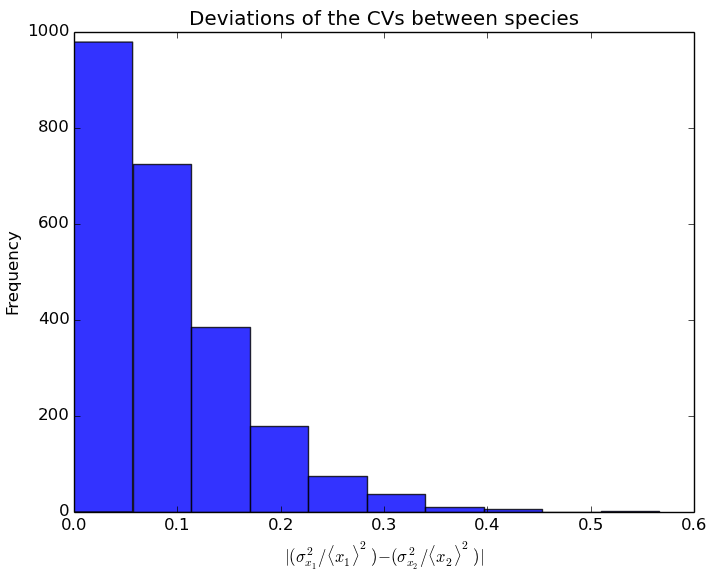 Deviations of the CVs between species
1000
800
600
400
200
0
Frequency
0.0 0.1 0.2 0.3 0.4 0.5 0.6
|(σ²ₓ₁/⟨x₁⟩²)−(σ²ₓ₂/⟨x₂⟩²)|